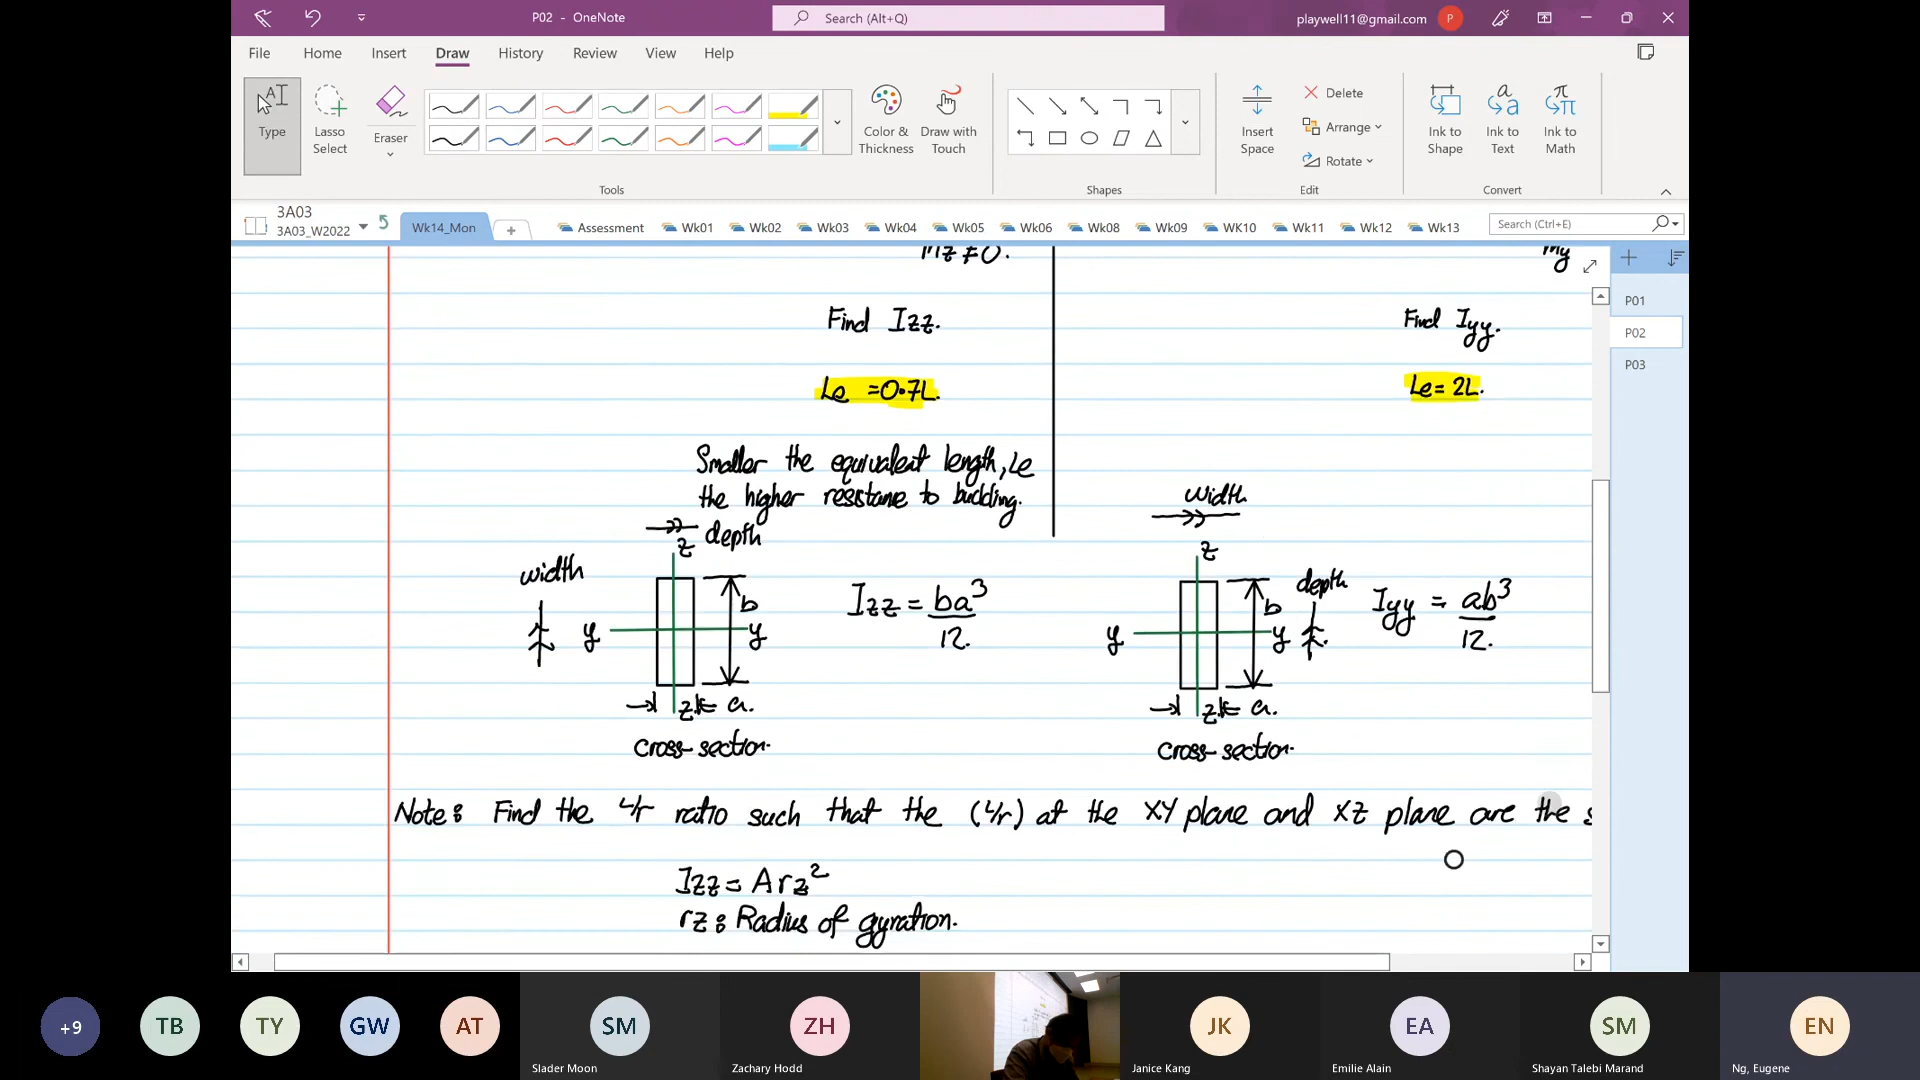 P02 - OneNote
Search (Alt+Q)
playwell11@gmail.com
P
File
Home
Insert
Draw
History
Review
View
Help
Type
Lasso
Select
Eraser
Color &
Thickness
Draw with
Touch
Insert
Space
Delete
Arrange
Rotate
Ink to
Shape
Ink to
Text
Ink to
Math
Tools
Shapes
Edit
Convert
3A03
3A03_W2022
Wk14_Mon
Assessment
Wk01
Wk02
Wk03
Wk04
Wk05
Wk06
Wk08
Wk09
WK10
Wk11
Wk12
Wk13
Search (Ctrl+E)
P01
P02
P03
Mz ≠ 0.
My
Find Izz.
Find Iyy.
Le = 0.7L.
Le = 2L.
Smaller the equivalent length, Le
the higher resistane to buckling.
depth
width
z
y
b
y
z
a.
cross-section.
Izz = ba³/12.
width
z
depth
y
b
y
z
a.
cross-section.
Iyy = ab³/12.
Note: Find the L/r ratio such that the (L/r) at the XY plane and XZ plane are the s
Izz = A rz²
rz : Radius of gyration.
+9
TB
TY
GW
AT
SM
Slader Moon
ZH
Zachary Hodd
JK
Janice Kang
EA
Emilie Alain
SM
Shayan Talebi Marand
EN
Ng, Eugene